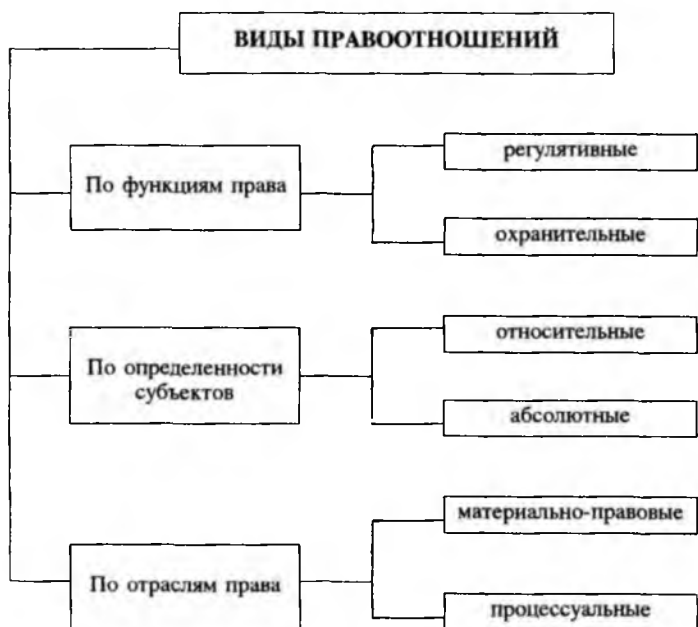 ВИДЫ ПРАВООТНОШЕНИЙ
По функциям права
регулятивные
охранительные
По определенности
субъектов
относительные
абсолютные
По отраслям права
материально-правовые
процессуальные